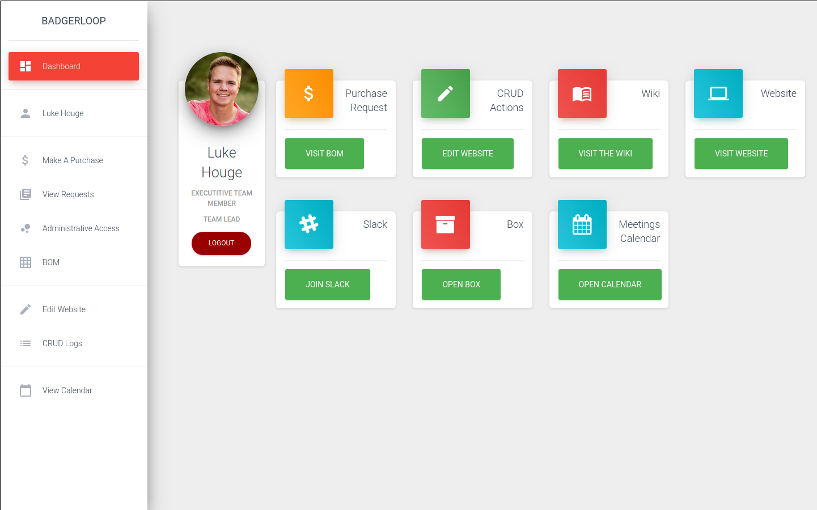 BADGERLOOP
Dashboard
Luke Houge
Make A Purchase
View Requests
Administrative Access
BOM
Edit Website
CRUD Logs
View Calendar
Luke
Houge
EXECUTITIVE TEAM
MEMBER
TEAM LEAD
LOGOUT
$
Purchase
Request
VISIT BOM
CRUD
Actions
EDIT WEBSITE
Wiki
VISIT THE WIKI
Website
VISIT WEBSITE
Slack
JOIN SLACK
Box
OPEN BOX
Meetings
Calendar
OPEN CALENDAR